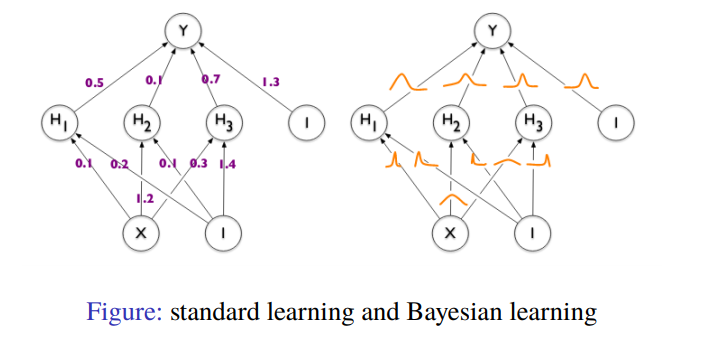 Y Y
0.5 0.1 0.7 1.3
H1 H2 H3 I H1 H2 H3 I
0.1 0.2 0.1 0.3 1.4
1.2
X I X I
Figure: standard learning and Bayesian learning